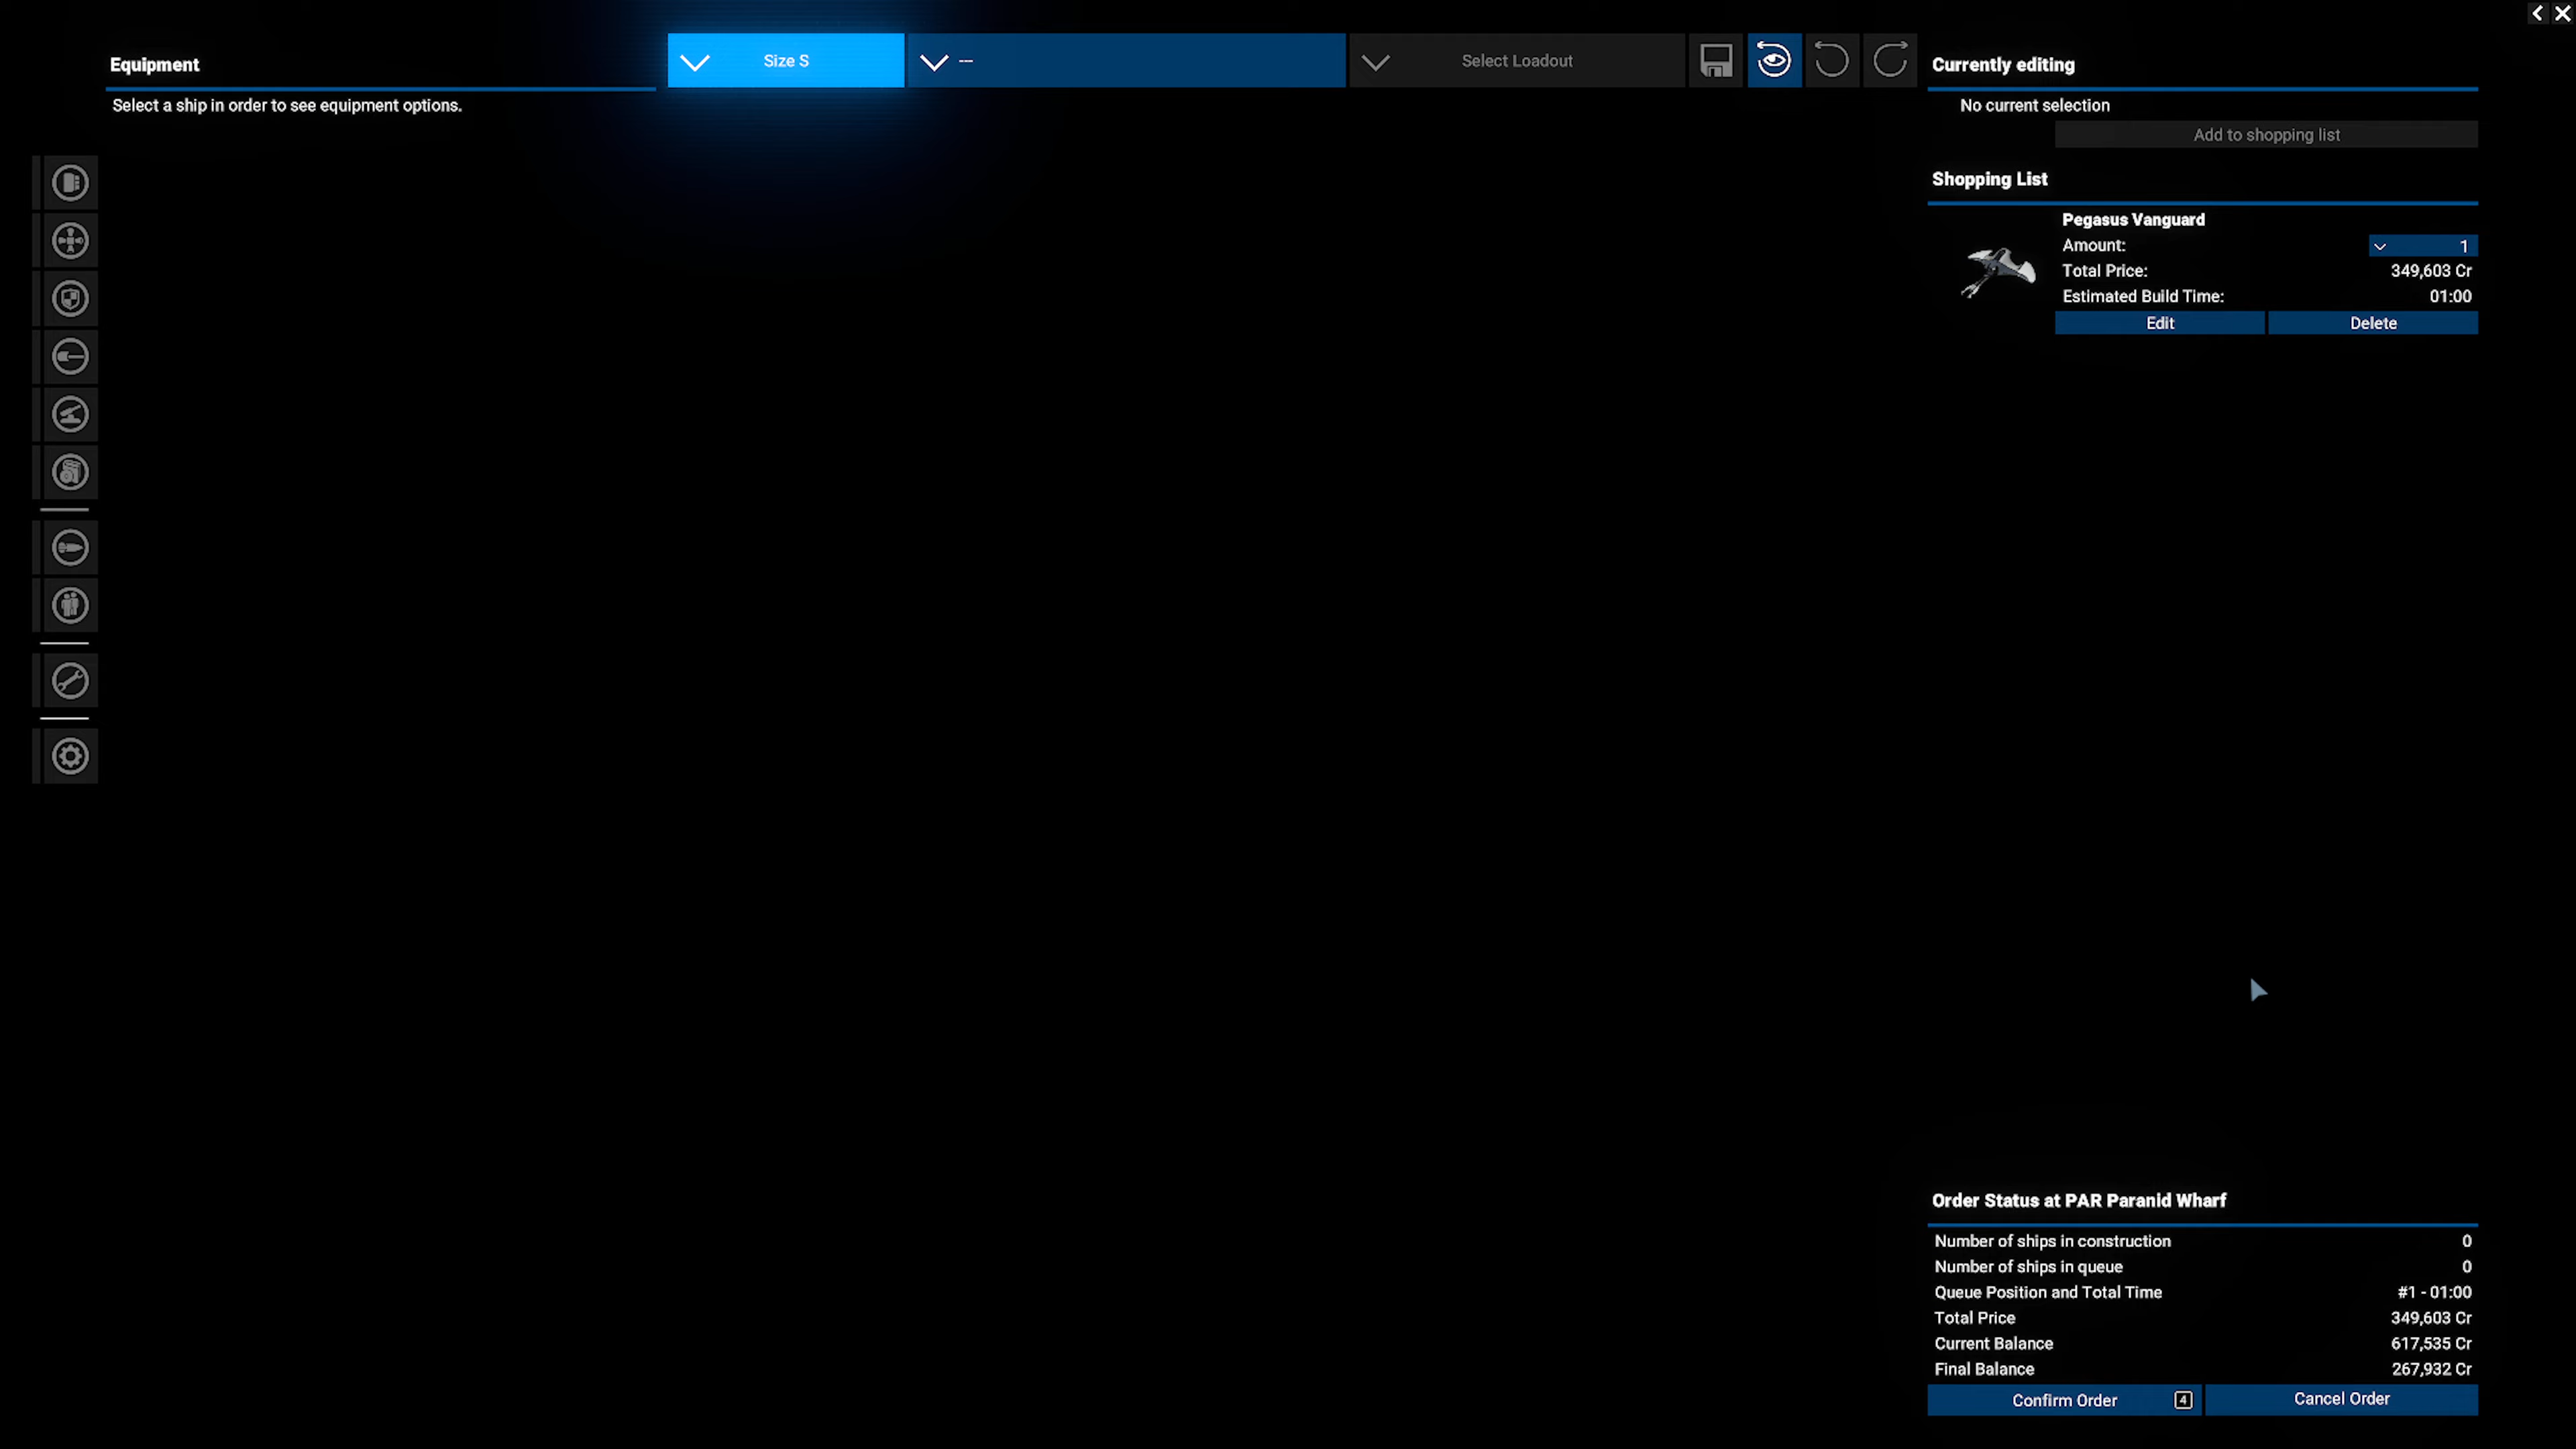 Equipment
Select a ship in order to see equipment options.
Size S
---
Select Loadout
Currently editing
No current selection
Add to shopping list
Shopping List
Pegasus Vanguard
Amount: 1
Total Price: 349,603 Cr
Estimated Build Time: 01:00
Edit Delete
Order Status at PAR Paranid Wharf
Number of ships in construction 0
Number of ships in queue 0
Queue Position and Total Time #1 - 01:00
Total Price 349,603 Cr
Current Balance 617,535 Cr
Final Balance 267,932 Cr
Confirm Order 4 Cancel Order